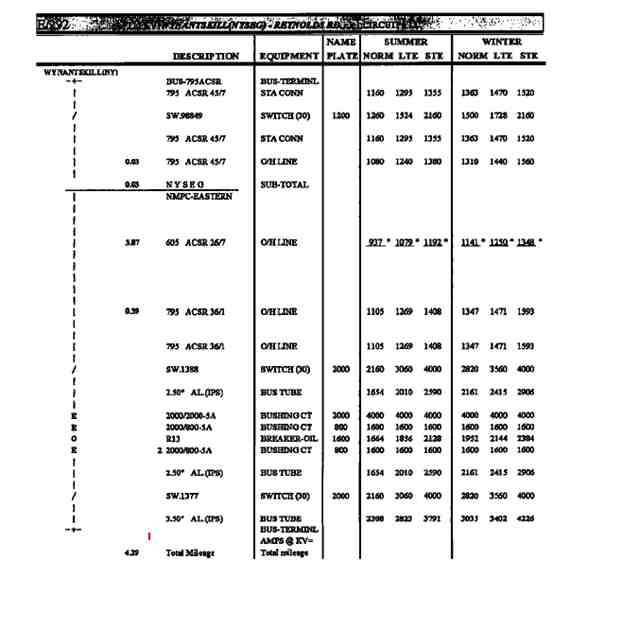 WYNANTSKILL(NYSEG) - REYNOLDS RD.
NAME SUMMER WINTER
DESCRIPTION EQUIPMENT PLATE NORM LTE STE NORM LTE STE
WYNANTSKILL(NY)
BUS-795ACSR BUS-TERMINL
795 ACSR 45/7 STA CONN 1160 1295 1355 1363 1470 1520
/ SW.98849 SWITCH (30) 1200 1260 1524 2160 1500 1728 2160
795 ACSR 45/7 STA CONN 1160 1295 1355 1363 1470 1520
0.03 795 ACSR 45/7 O/H LINE 1080 1240 1380 1310 1440 1560
0.03 N Y S E G SUB-TOTAL
NMPC-EASTERN
3.87 605 ACSR 26/7 O/H LINE 937 * 1079 * 1192 * 1141 * 1250 * 1348 *
0.39 795 ACSR 36/1 O/H LINE 1105 1269 1408 1347 1471 1593
795 ACSR 36/1 O/H LINE 1105 1269 1408 1347 1471 1593
/ SW.1388 SWITCH (30) 2000 2160 3060 4000 2820 3560 4000
2.50" AL.(IPS) BUS TUBE 1654 2010 2590 2161 2415 2906
E 2000/2000-5A BUSHING CT 2000 4000 4000 4000 4000 4000 4000
E 2000/800-5A BUSHING CT 800 1600 1600 1600 1600 1600 1600
O R13 BREAKER-OIL 1600 1664 1856 2128 1952 2144 2384
E 2 2000/800-5A BUSHING CT 800 1600 1600 1600 1600 1600 1600
2.50" AL.(IPS) BUS TUBE 1654 2010 2590 2161 2415 2906
/ SW.1377 SWITCH (30) 2000 2160 3060 4000 2820 3560 4000
3.50" AL.(IPS) BUS TUBE 2308 2823 3791 3035 3402 4226
BUS-TERMINL
AMPS @ KV=
4.29 Total Mileage Total mileage